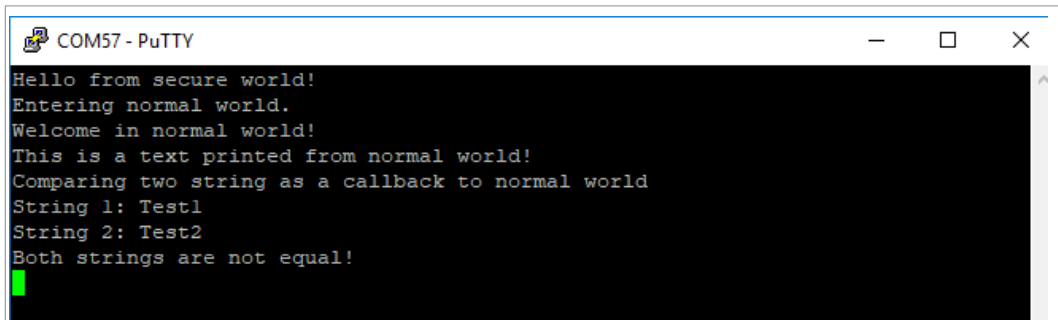 COM57 - PuTTY
Hello from secure world!
Entering normal world.
Welcome in normal world!
This is a text printed from normal world!
Comparing two string as a callback to normal world
String 1: Test1
String 2: Test2
Both strings are not equal!